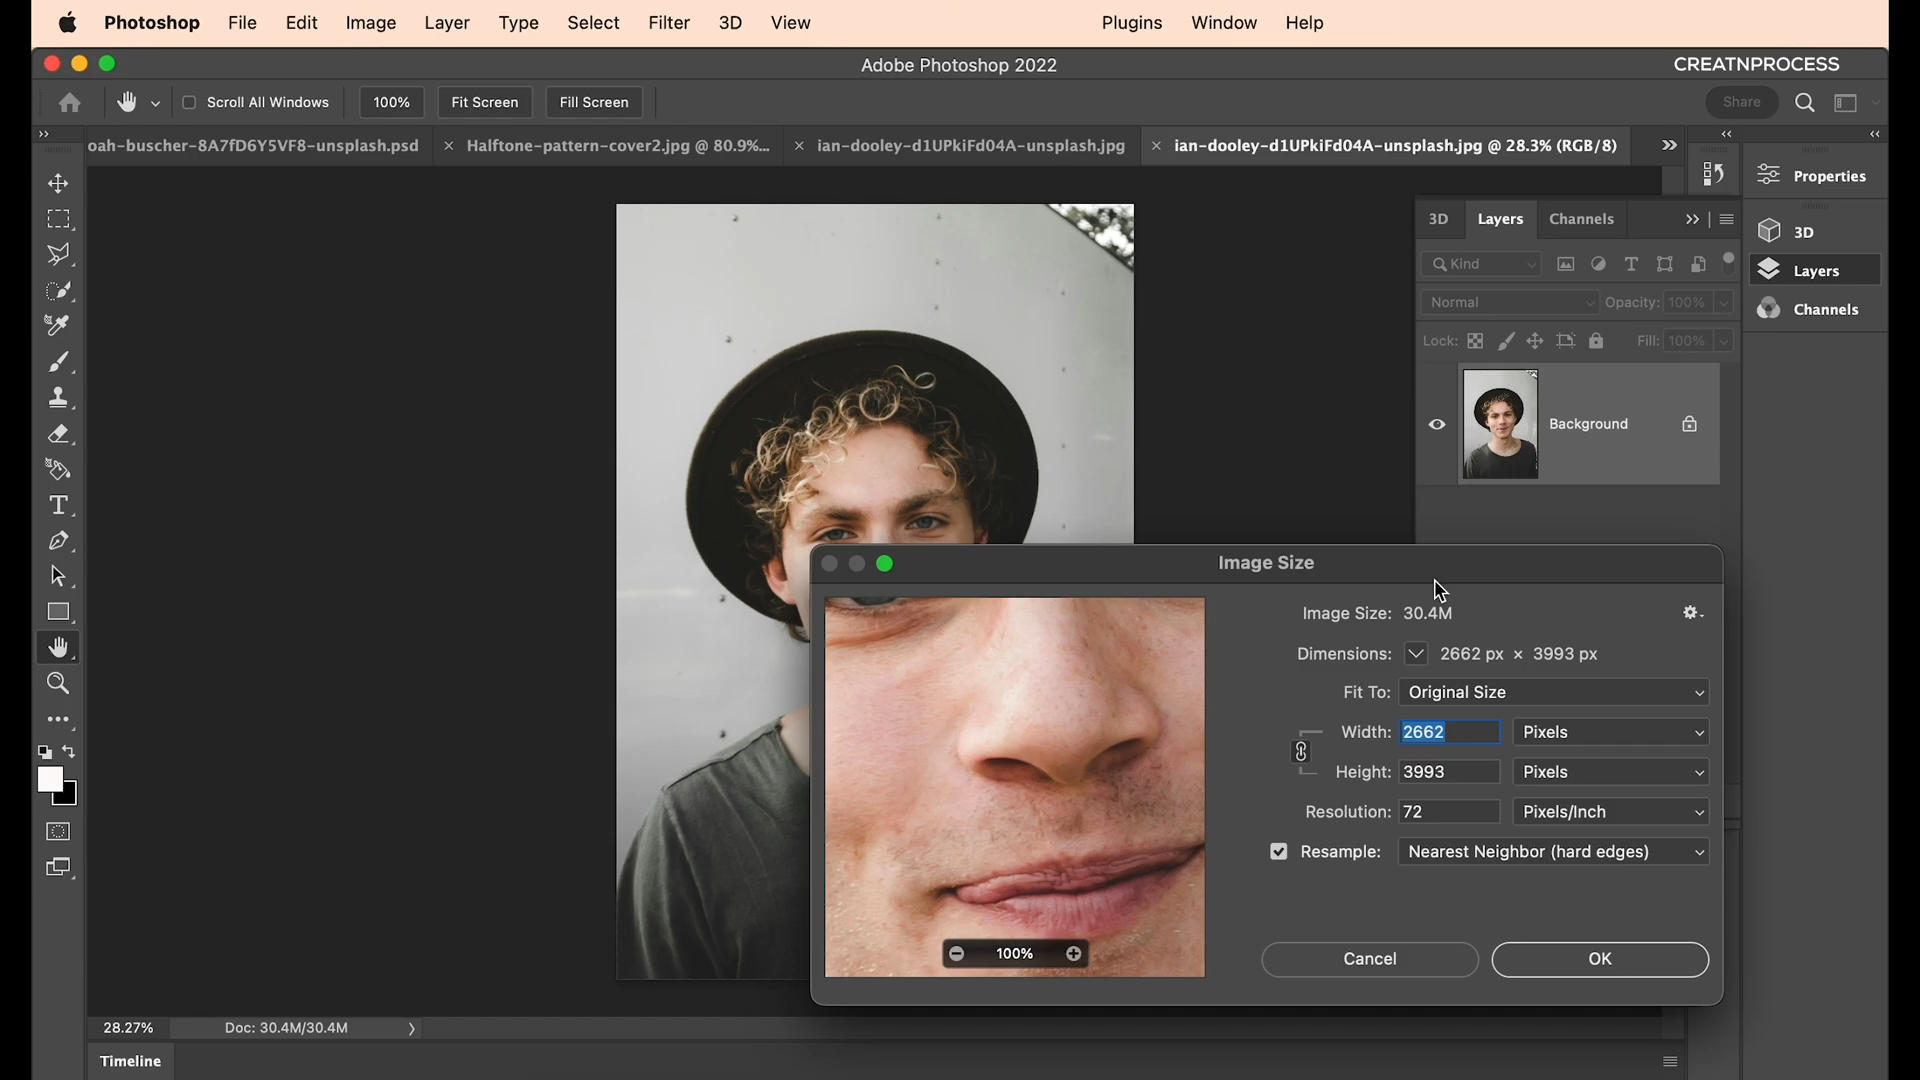 Photoshop File Edit Image Layer Type Select Filter 3D View Plugins Window Help
Adobe Photoshop 2022
CREATNPROCESS
Scroll All Windows 100% Fit Screen Fill Screen Share
oah-buscher-8A7fD6Y5VF8-unsplash.psd × Halftone-pattern-cover2.jpg @ 80.9%... × ian-dooley-d1UPkiFd04A-unsplash.jpg × ian-dooley-d1UPkiFd04A-unsplash.jpg @ 28.3% (RGB/8)
Properties
3D Layers Channels
3D
Kind
Layers
Normal Opacity: 100%
Channels
Lock: Fill: 100%
Background
Image Size
Image Size: 30.4M
Dimensions: 2662 px × 3993 px
Fit To: Original Size
Width: 2662 Pixels
Height: 3993 Pixels
Resolution: 72 Pixels/Inch
Resample: Nearest Neighbor (hard edges)
100%
Cancel OK
28.27% Doc: 30.4M/30.4M
Timeline